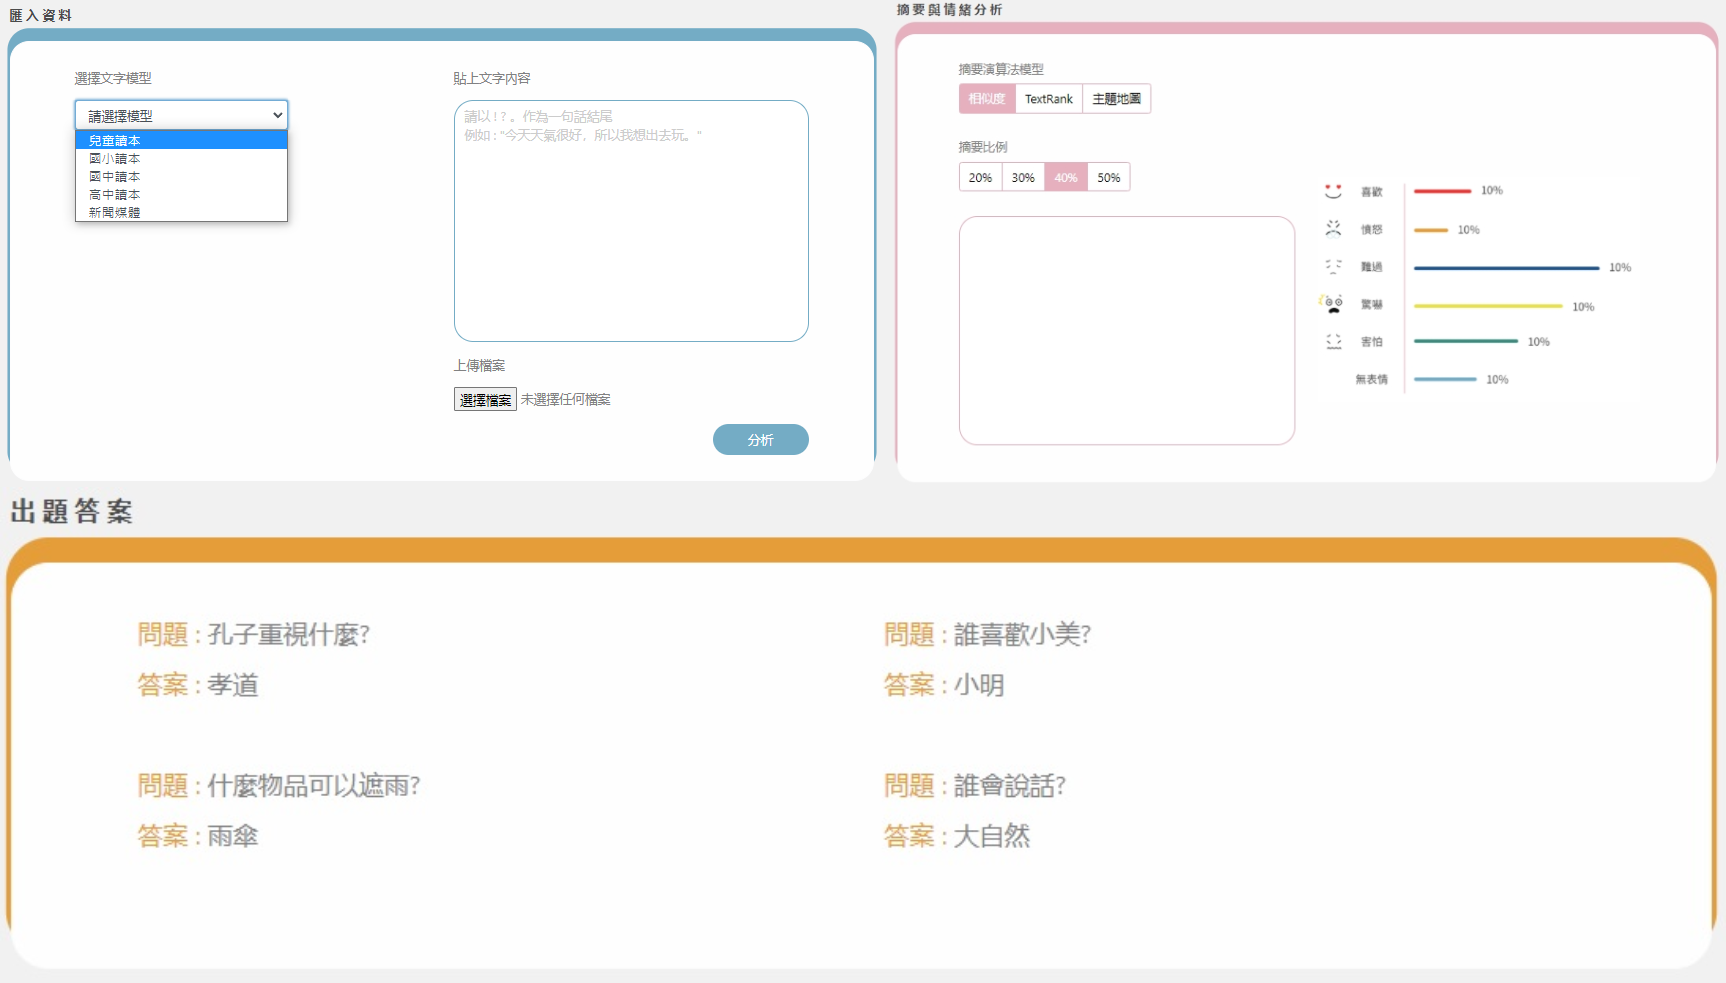 匯入資料
選擇文字模型
請選擇模型
兒童讀本
國小讀本
國中讀本
高中讀本
新聞媒體
貼上文字內容
請以!？。作為一句話結尾
例如："今天天氣很好，所以我想出去玩。"
上傳檔案
選擇檔案 未選擇任何檔案
分析
摘要與情緒分析
摘要演算法模型
相似度 TextRank 主題地圖
摘要比例
20% 30% 40% 50%
喜歡 10%
憤怒 10%
難過 10%
驚嚇 10%
害怕 10%
無表情 10%
出題答案
問題 : 孔子重視什麼?
答案 : 孝道
問題 : 誰喜歡小美?
答案 : 小明
問題 : 什麼物品可以遮雨?
答案 : 雨傘
問題 : 誰會說話?
答案 : 大自然